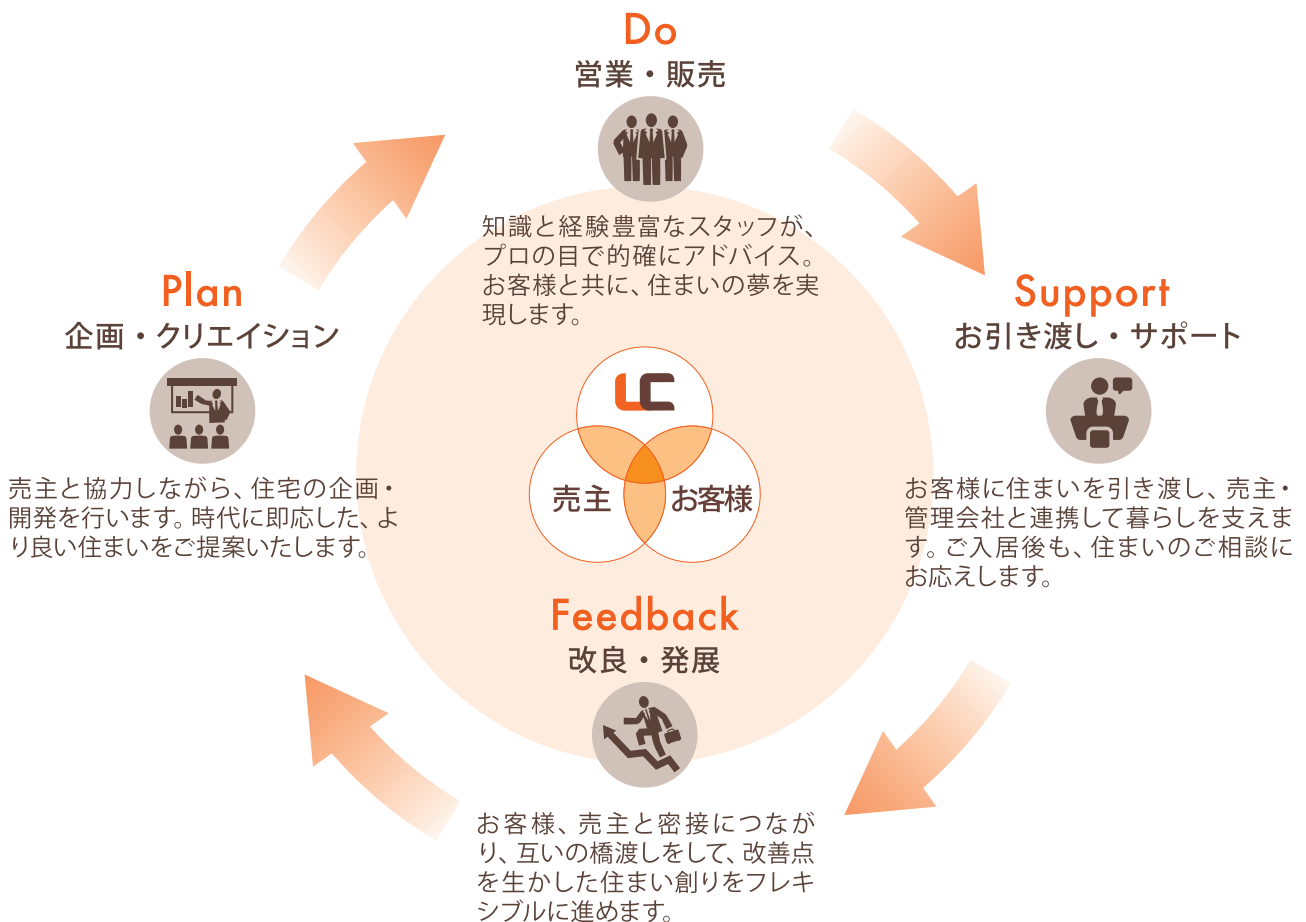 Do
営業・販売
知識と経験豊富なスタッフが、
プロの目で的確にアドバイス。
お客様と共に、住まいの夢を実
現します。
Plan
企画・クリエイション
売主と協力しながら、住宅の企画・
開発を行います。時代に即応した、よ
り良い住まいをご提案いたします。
Support
お引き渡し・サポート
お客様に住まいを引き渡し、売主・
管理会社と連携して暮らしを支えま
す。ご入居後も、住まいのご相談に
お応えします。
LC
売主
お客様
Feedback
改良・発展
お客様、売主と密接につなが
り、互いの橋渡しをして、改善点
を生かした住まい創りをフレキ
シブルに進めます。